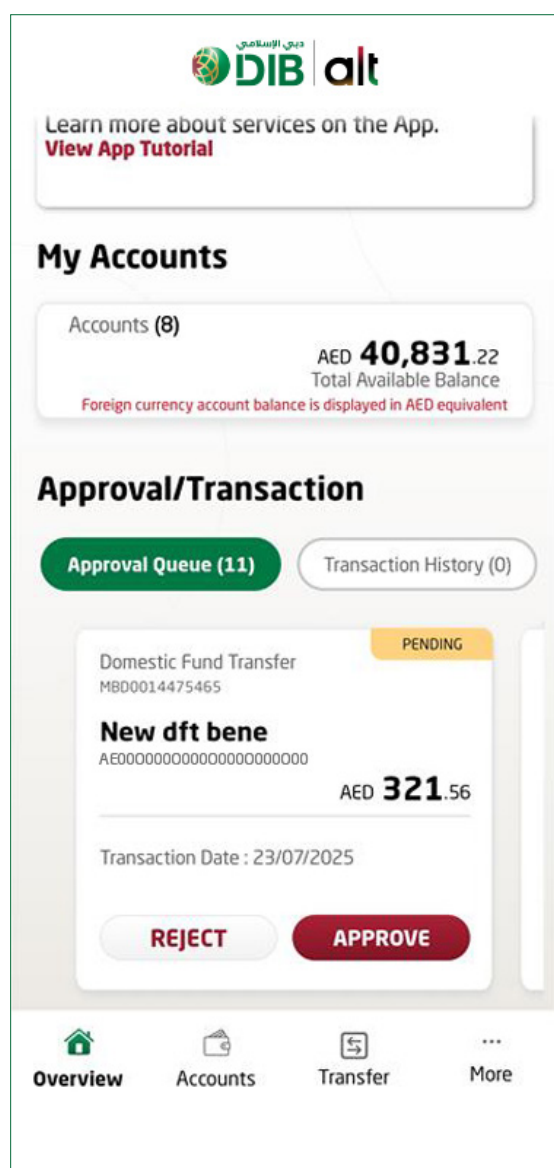 دبي الإسلامي
DIB alt
Learn more about services on the App.
View App Tutorial
My Accounts
Accounts (8)
AED 40,831.22
Total Available Balance
Foreign currency account balance is displayed in AED equivalent
Approval/Transaction
Approval Queue (11)
Transaction History (0)
PENDING
Domestic Fund Transfer
MBD0014475465
New dft bene
AE000000000000000000000
AED 321.56
Transaction Date : 23/07/2025
REJECT
APPROVE
Overview
Accounts
Transfer
More